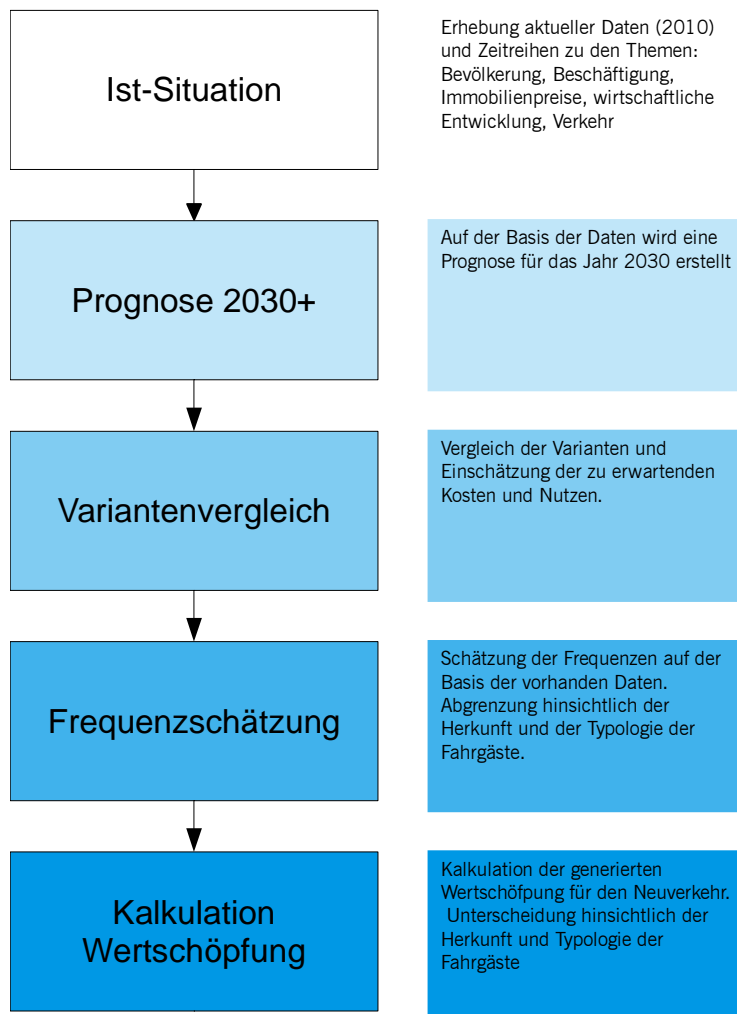 Ist-Situation
Erhebung aktueller Daten (2010)
und Zeitreihen zu den Themen:
Bevölkerung, Beschäftigung,
Immobilienpreise, wirtschaftliche
Entwicklung, Verkehr
Prognose 2030+
Auf der Basis der Daten wird eine
Prognose für das Jahr 2030 erstellt
Variantenvergleich
Vergleich der Varianten und
Einschätzung der zu erwartenden
Kosten und Nutzen.
Frequenzschätzung
Schätzung der Frequenzen auf der
Basis der vorhanden Daten.
Abgrenzung hinsichtlich der
Herkunft und der Typologie der
Fahrgäste.
Kalkulation
Wertschöpfung
Kalkulation der generierten
Wertschöfpung für den Neuverkehr.
Unterscheidung hinsichtlich der
Herkunft und Typologie der
Fahrgäste